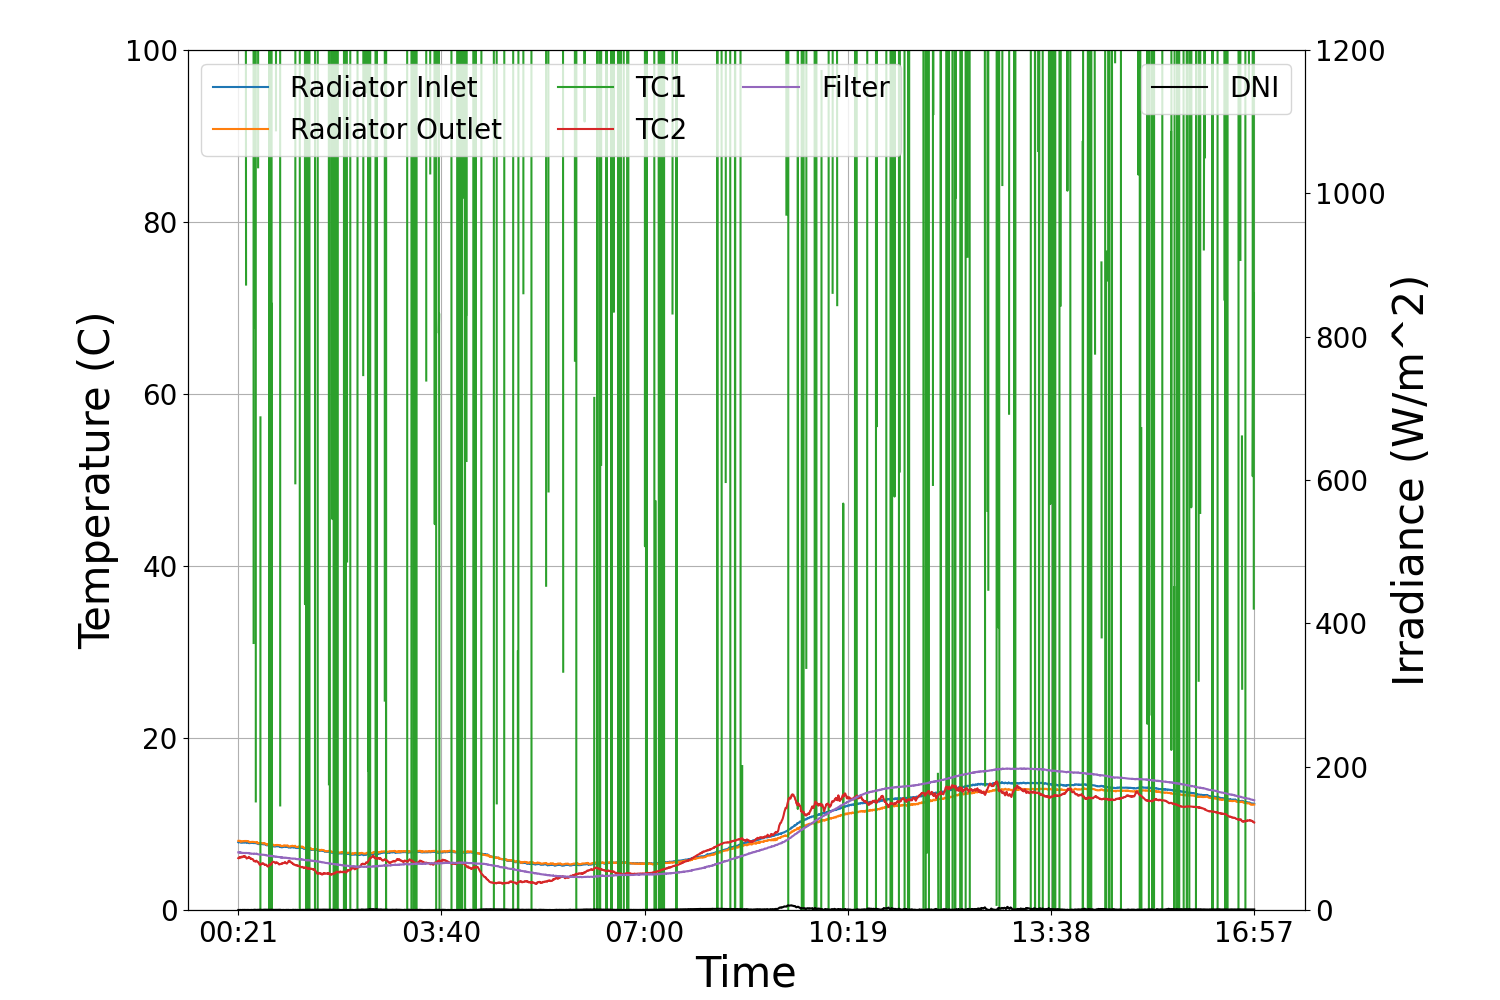 100
80
60
40
20
0
Temperature (C)
Radiator Inlet
Radiator Outlet
TC1
TC2
Filter
DNI
1200
1000
800
600
400
200
0
Irradiance (W/m^2)
00:21
03:40
07:00
10:19
13:38
16:57
Time